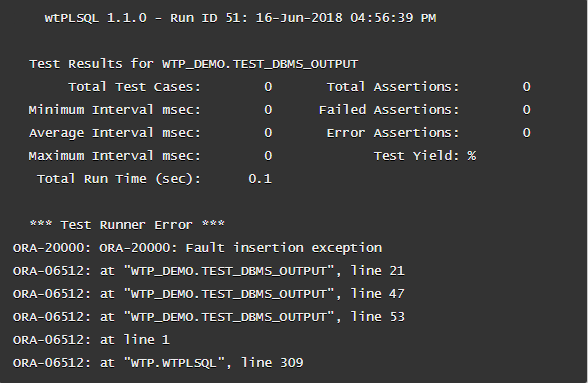 wtPLSQL 1.1.0 - Run ID 51: 16-Jun-2018 04:56:39 PM
Test Results for WTP_DEMO.TEST_DBMS_OUTPUT
Total Test Cases: 0 Total Assertions: 0
Minimum Interval msec: 0 Failed Assertions: 0
Average Interval msec: 0 Error Assertions: 0
Maximum Interval msec: 0 Test Yield: %
Total Run Time (sec): 0.1
*** Test Runner Error ***
ORA-20000: ORA-20000: Fault insertion exception
ORA-06512: at "WTP_DEMO.TEST_DBMS_OUTPUT", line 21
ORA-06512: at "WTP_DEMO.TEST_DBMS_OUTPUT", line 47
ORA-06512: at "WTP_DEMO.TEST_DBMS_OUTPUT", line 53
ORA-06512: at line 1
ORA-06512: at "WTP.WTPLSQL", line 309